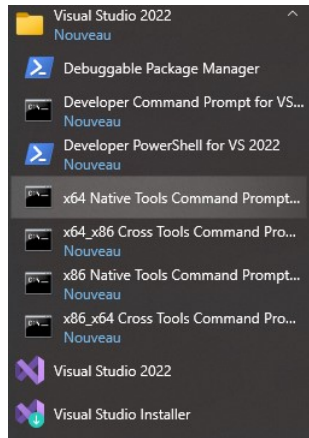 Visual Studio 2022
Nouveau
Debuggable Package Manager
Developer Command Prompt for VS...
Nouveau
Developer PowerShell for VS 2022
Nouveau
x64 Native Tools Command Prompt...
x64_x86 Cross Tools Command Pro...
Nouveau
x86 Native Tools Command Prompt...
Nouveau
x86_x64 Cross Tools Command Pro...
Nouveau
Visual Studio 2022
Visual Studio Installer